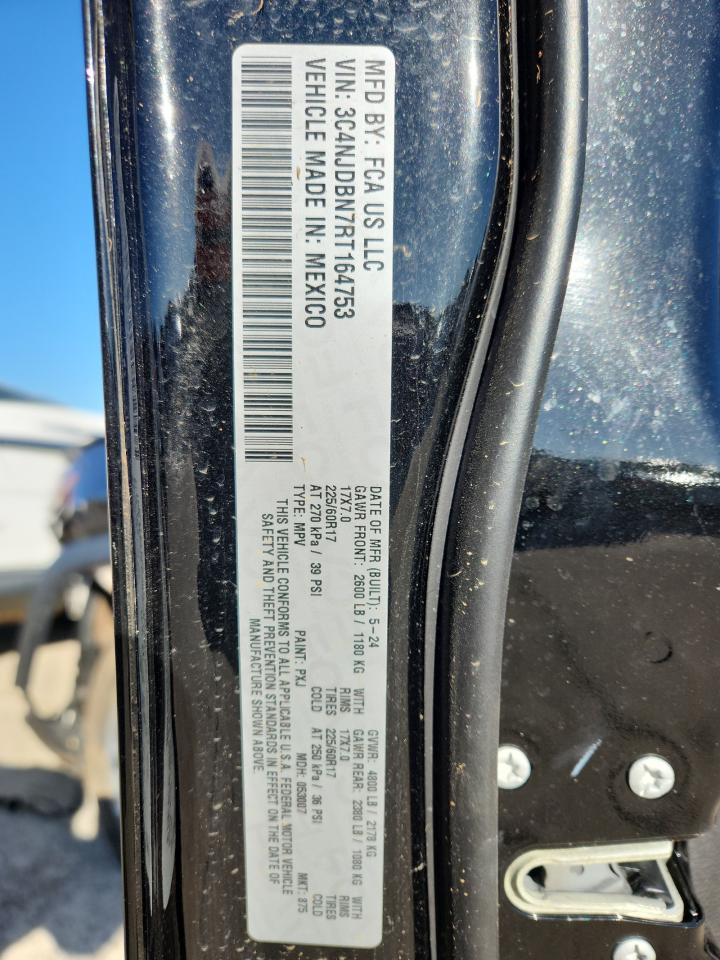 MFD BY: FCA US LLC
VIN: 3C4NJDBN7RT164753
VEHICLE MADE IN: MEXICO
DATE OF MFR (BUILT): 5-24 GVWR: 4800 LB / 2178 KG
GAWR FRONT: 2600 LB / 1180 KG WITH GAWR REAR: 2380 LB / 1080 KG WITH
17X7.0 RIMS 17X7.0 RIMS
225/60R17 TIRES 225/60R17 TIRES
AT 270 kPa / 39 PSI COLD AT 250 kPa / 36 PSI COLD
TYPE: MPV PAINT: PXJ MDH: 053007 MKT: 875
THIS VEHICLE CONFORMS TO ALL APPLICABLE U.S.A. FEDERAL MOTOR VEHICLE
SAFETY AND THEFT PREVENTION STANDARDS IN EFFECT ON THE DATE OF
MANUFACTURE SHOWN ABOVE.